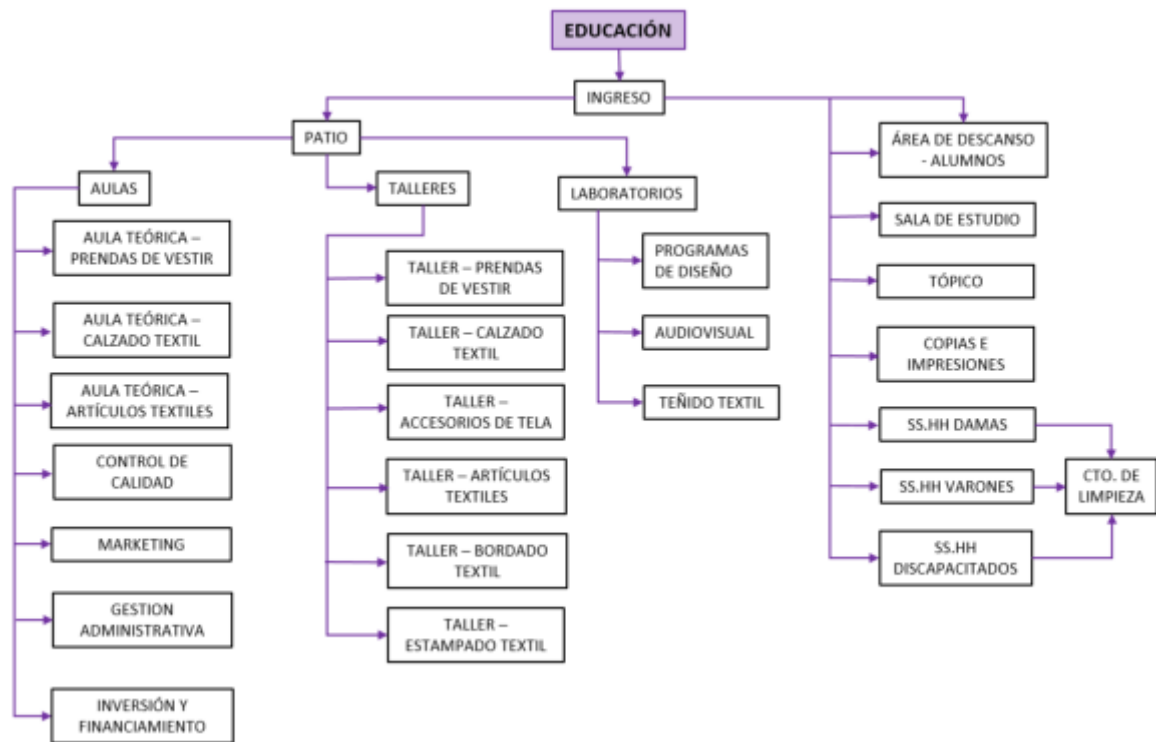 EDUCACIÓN
INGRESO
PATIO
AULAS
AULA TEÓRICA –
PRENDAS DE VESTIR
AULA TEÓRICA –
CALZADO TEXTIL
AULA TEÓRICA –
ARTÍCULOS TEXTILES
CONTROL DE
CALIDAD
MARKETING
GESTION
ADMINISTRATIVA
INVERSIÓN Y
FINANCIAMIENTO
TALLERES
TALLER – PRENDAS
DE VESTIR
TALLER – CALZADO
TEXTIL
TALLER –
ACCESORIOS DE TELA
TALLER – ARTÍCULOS
TEXTILES
TALLER – BORDADO
TEXTIL
TALLER –
ESTAMPADO TEXTIL
LABORATORIOS
PROGRAMAS
DE DISEÑO
AUDIOVISUAL
TEÑIDO TEXTIL
ÁREA DE DESCANSO
- ALUMNOS
SALA DE ESTUDIO
TÓPICO
COPIAS E
IMPRESIONES
SS.HH DAMAS
SS.HH VARONES
SS.HH
DISCAPACITADOS
CTO. DE
LIMPIEZA